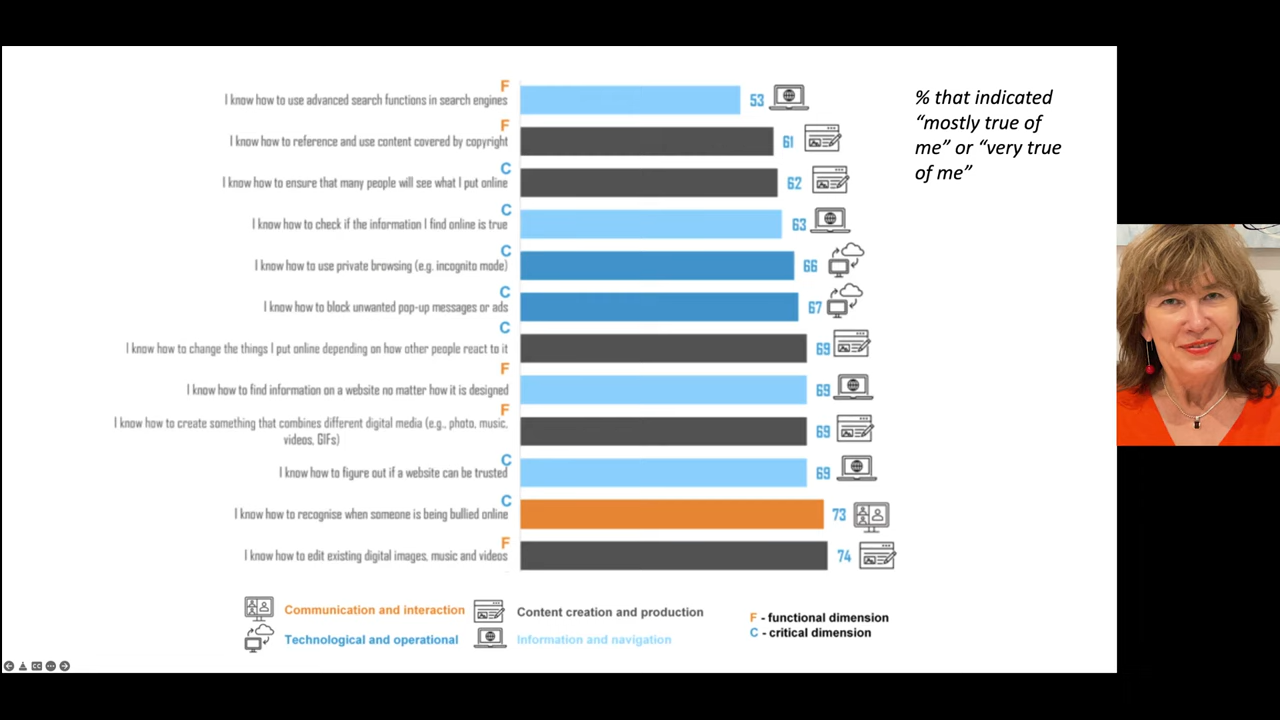 F
I know how to use advanced search functions in search engines
53
F
I know how to reference and use content covered by copyright
61
C
I know how to ensure that many people will see what I put online
62
C
I know how to check if the information I find online is true
63
C
I know how to use private browsing (e.g. incognito mode)
66
C
I know how to block unwanted pop-up messages or ads
67
C
I know how to change the things I put online depending on how other people react to it
69
F
I know how to find information on a website no matter how it is designed
69
F
I know how to create something that combines different digital media (e.g., photo, music,
videos, GIFs)
69
C
I know how to figure out if a website can be trusted
69
C
I know how to recognise when someone is being bullied online
73
F
I know how to edit existing digital images, music and videos
74
% that indicated
“mostly true of
me” or “very true
of me”
Communication and interaction
Content creation and production
Technological and operational
Information and navigation
F - functional dimension
C - critical dimension